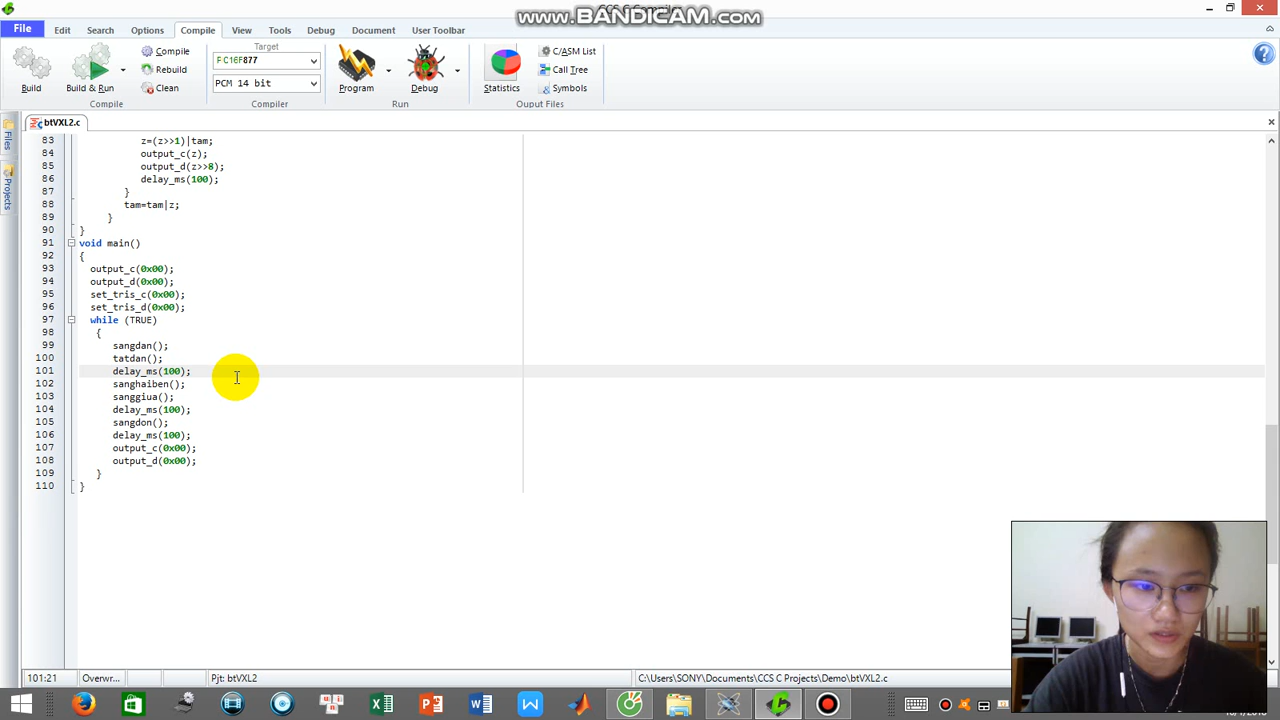 www.BANDICAM.com
File Edit Search Options Compile View Tools Debug Document User Toolbar
Build
Build & Run
Compile
Rebuild
Clean
Compile
Target
PIC16F877
PCM 14 bit
Compiler
Program
Debug
Run
Statistics
C/ASM List
Call Tree
Symbols
Ouput Files
btVXL2.c
Files
Projects
83 z=(z>>1)|tam;
84 output_c(z);
85 output_d(z>>8);
86 delay_ms(100);
87 }
88 tam=tam|z;
89 }
90 }
91 void main()
92 {
93 output_c(0x00);
94 output_d(0x00);
95 set_tris_c(0x00);
96 set_tris_d(0x00);
97 while (TRUE)
98 {
99 sangdan();
100 tatdan();
101 delay_ms(100);
102 sanghaiben();
103 sanggiua();
104 delay_ms(100);
105 sangdon();
106 delay_ms(100);
107 output_c(0x00);
108 output_d(0x00);
109 }
110 }
101:21 Overwr... Pjt: btVXL2 C:\Users\SONY\Documents\CCS C Projects\Demo\btVXL2.c